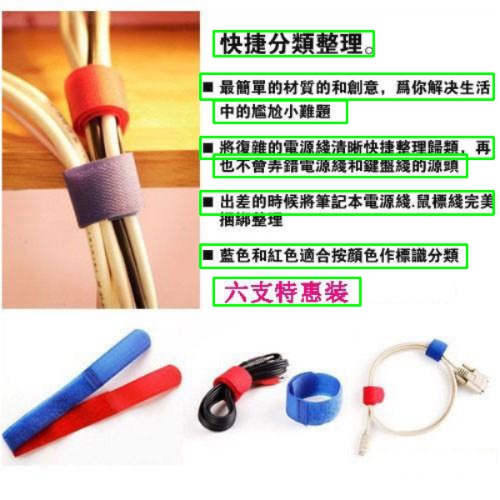 快捷分類整理。
■ 最簡單的材質的和創意，爲你解決生活
中的尷尬小難題
■ 將復雜的電源綫清晰快捷整理歸類，再
也不會弄錯電源綫和鍵盤綫的源頭
■ 出差的時候將筆記本電源綫.鼠標綫完美
捆綁整理
■ 藍色和紅色適合按顔色作標識分類
六支特惠装